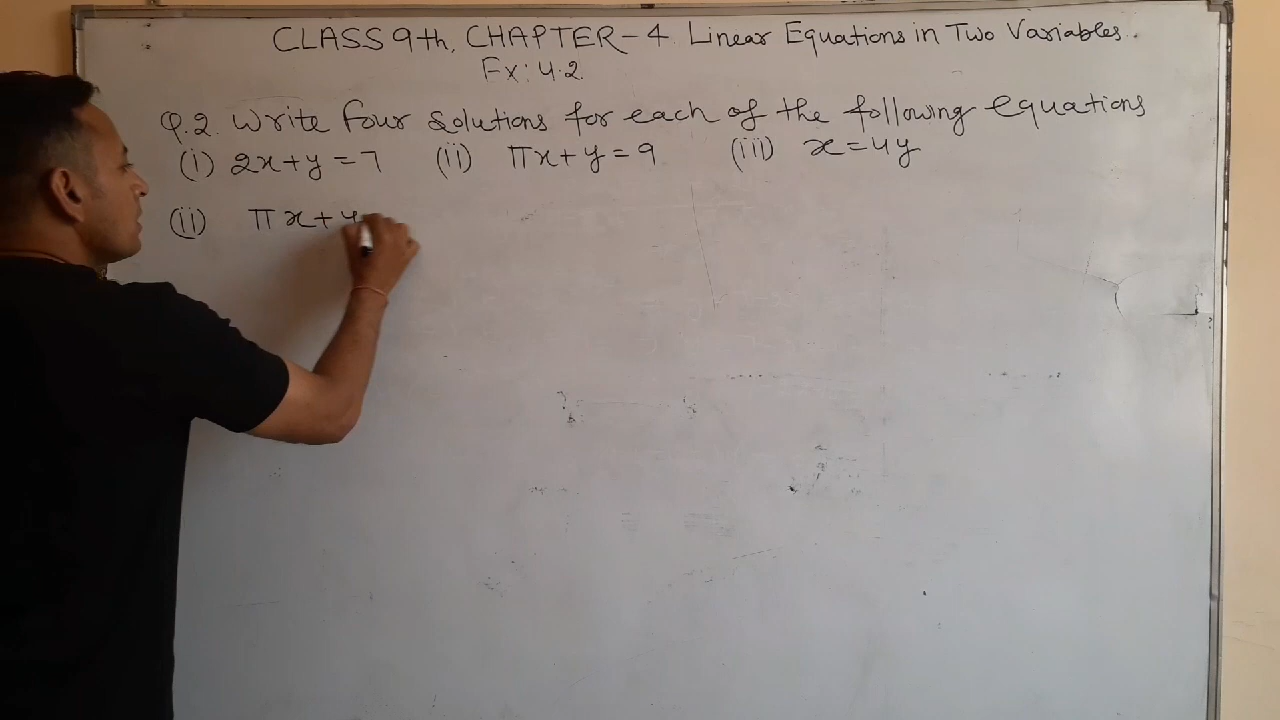 CLASS 9th, CHAPTER-4. Linear Equations in Two Variables.
Ex: 4.2.
Q.2. Write four solutions for each of the following equations
(i) 2x+y=7 (ii) πx+y=9 (iii) x=4y
(ii) πx+y